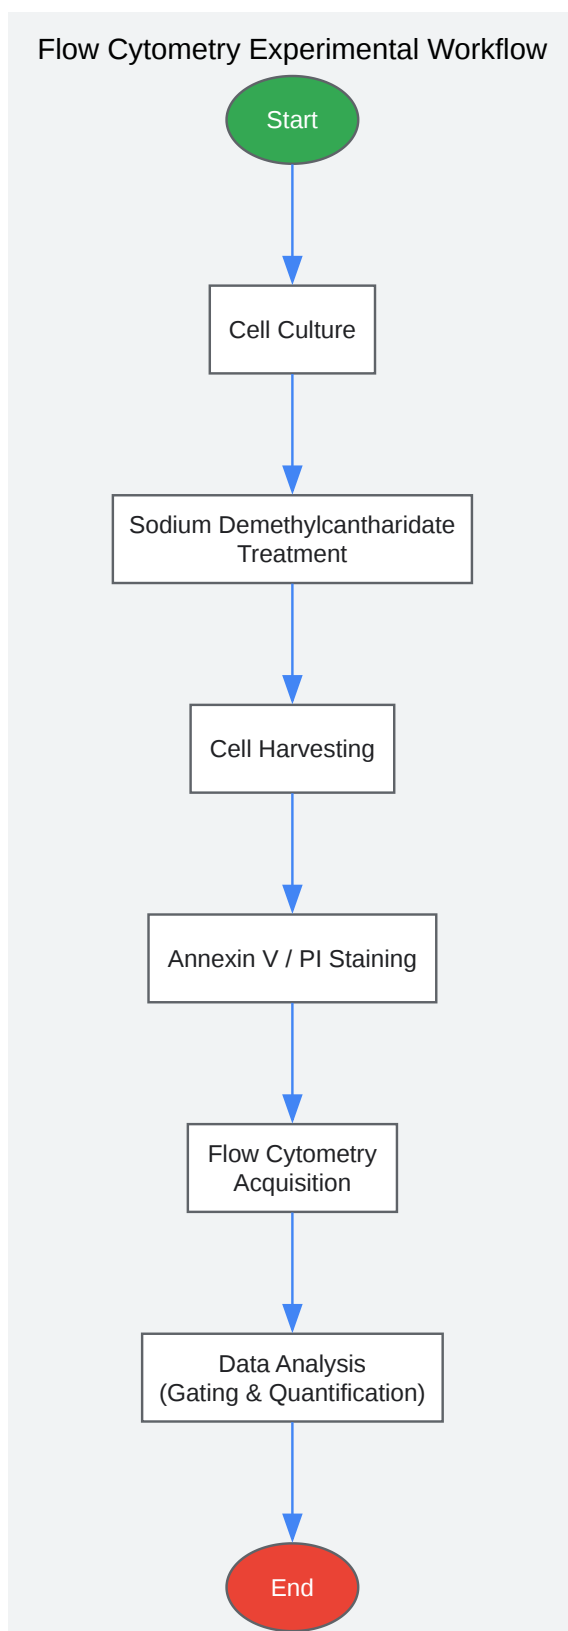 Flow Cytometry Experimental Workflow
Start
Cell Culture
Sodium Demethylcantharidate
Treatment
Cell Harvesting
Annexin V / PI Staining
Flow Cytometry
Acquisition
Data Analysis
(Gating & Quantification)
End